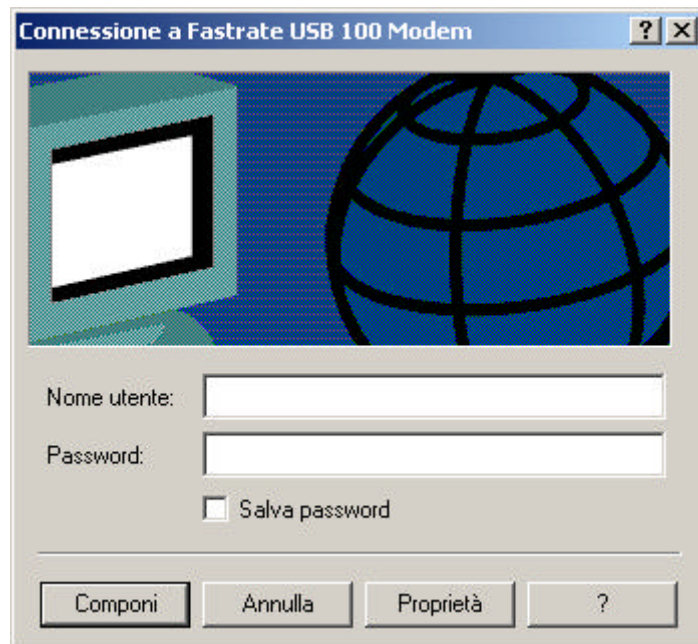 Connessione a Fastrate USB 100 Modem ?
Nome utente:
Password:
Salva password
Componi Annulla Proprietà ?